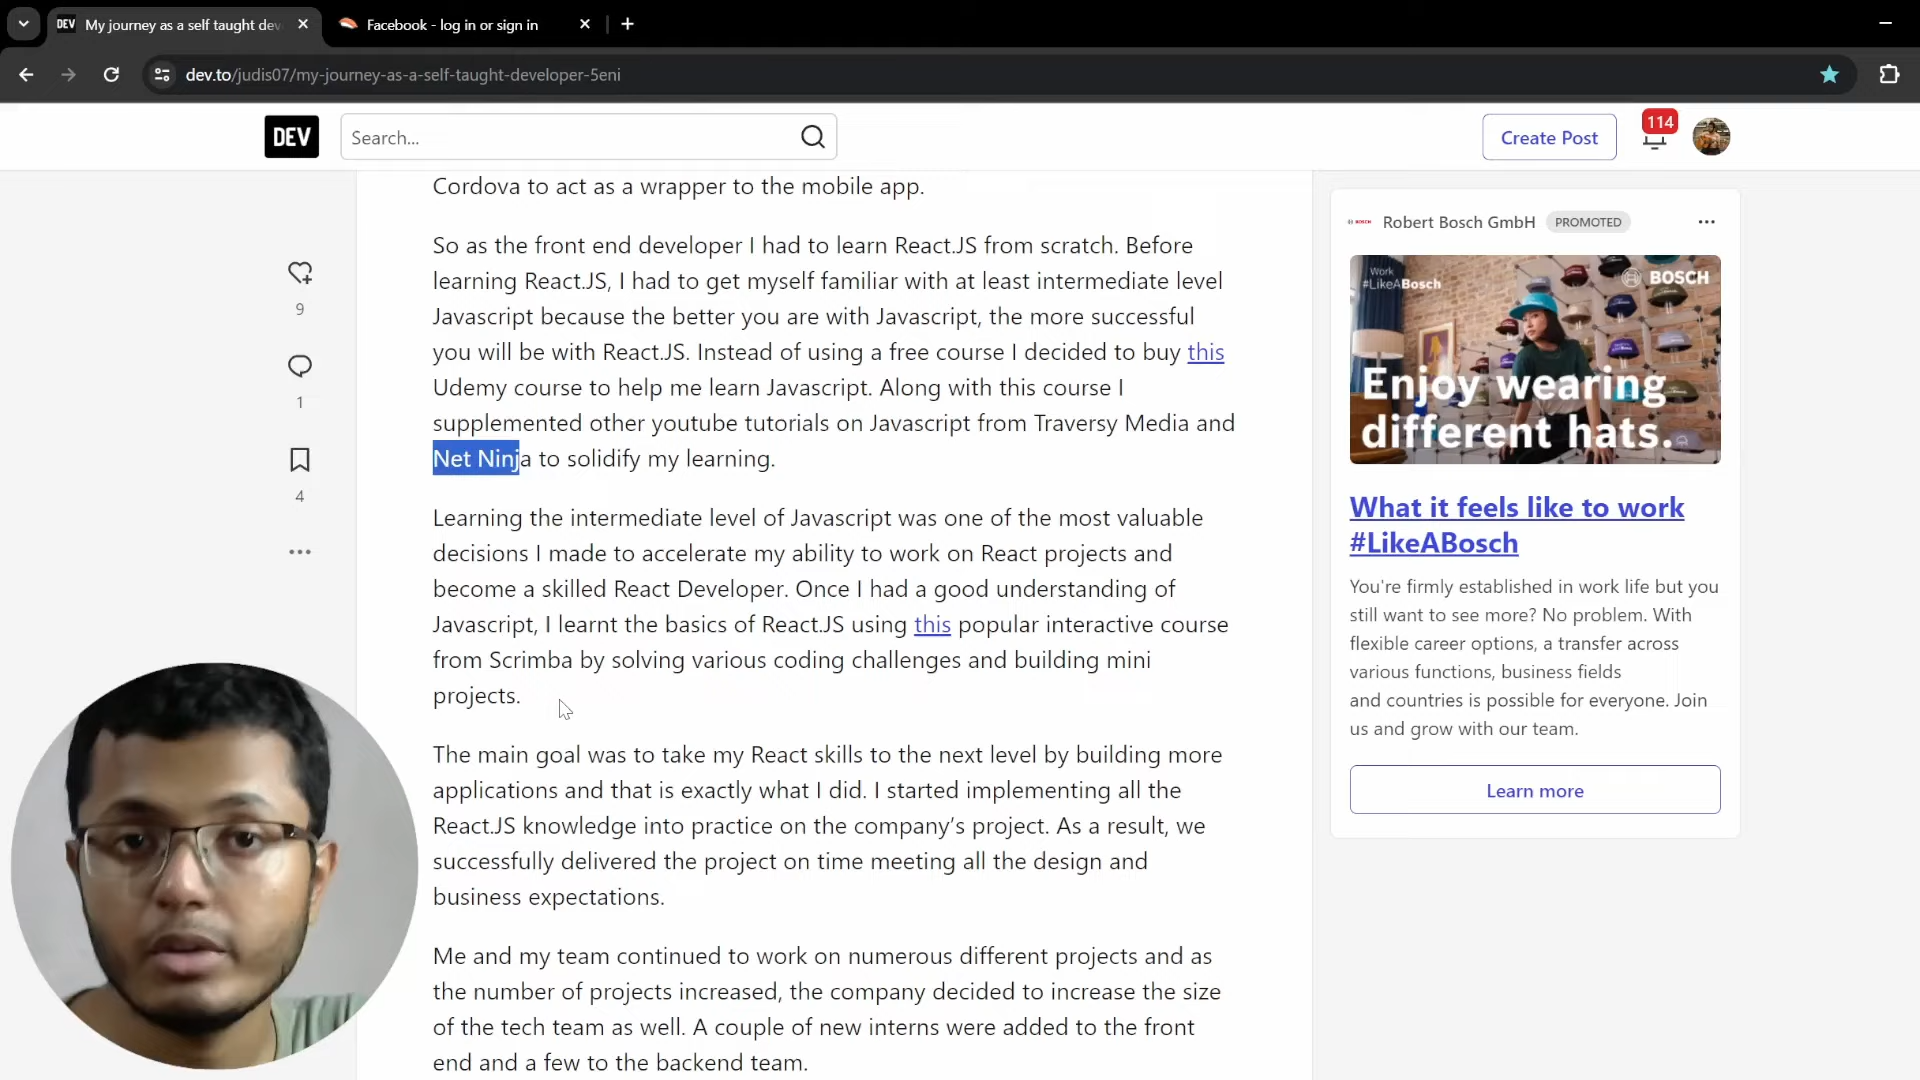 DEV
My journey as a self taught dev
Facebook - log in or sign in
dev.to/judis07/my-journey-as-a-self-taught-developer-5eni
DEV
Search...
Create Post
114
Cordova to act as a wrapper to the mobile app.
So as the front end developer I had to learn React.JS from scratch. Before
learning React.JS, I had to get myself familiar with at least intermediate level
Javascript because the better you are with Javascript, the more successful
you will be with React.JS. Instead of using a free course I decided to buy this
Udemy course to help me learn Javascript. Along with this course I
supplemented other youtube tutorials on Javascript from Traversy Media and
Net Ninja to solidify my learning.
Learning the intermediate level of Javascript was one of the most valuable
decisions I made to accelerate my ability to work on React projects and
become a skilled React Developer. Once I had a good understanding of
Javascript, I learnt the basics of React.JS using this popular interactive course
from Scrimba by solving various coding challenges and building mini
projects.
The main goal was to take my React skills to the next level by building more
applications and that is exactly what I did. I started implementing all the
React.JS knowledge into practice on the company's project. As a result, we
successfully delivered the project on time meeting all the design and
business expectations.
Me and my team continued to work on numerous different projects and as
the number of projects increased, the company decided to increase the size
of the tech team as well. A couple of new interns were added to the front
end and a few to the backend team.
9
1
4
BOSCH
Robert Bosch GmbH
PROMOTED
Work
#LikeABosch
BOSCH
Enjoy wearing
different hats.
What it feels like to work
#LikeABosch
You're firmly established in work life but you
still want to see more? No problem. With
flexible career options, a transfer across
various functions, business fields
and countries is possible for everyone. Join
us and grow with our team.
Learn more